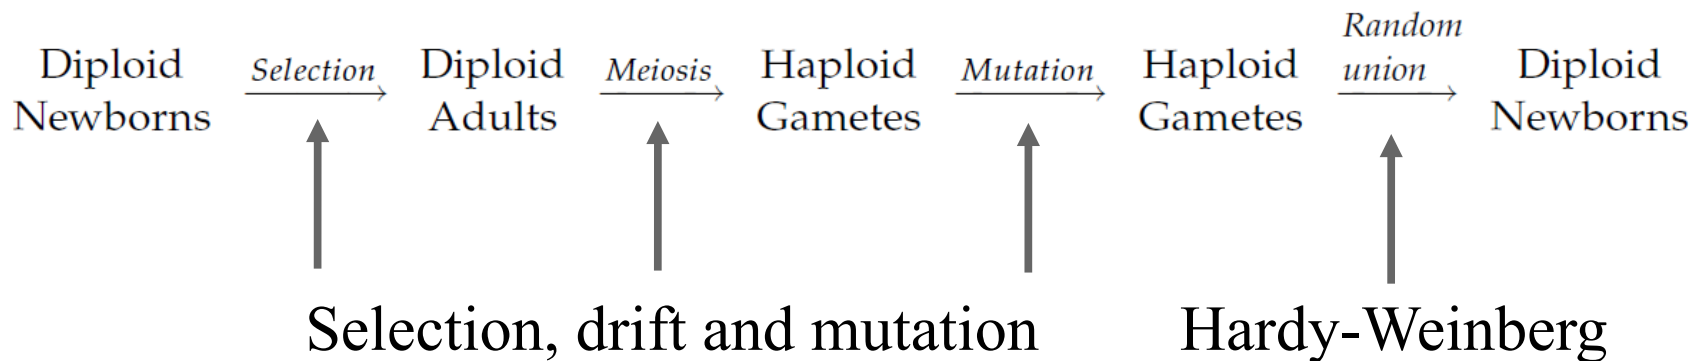 Random
Diploid Selection Diploid Meiosis Haploid Mutation Haploid union Diploid
Newborns Adults Gametes Gametes Newborns
Selection, drift and mutation Hardy-Weinberg